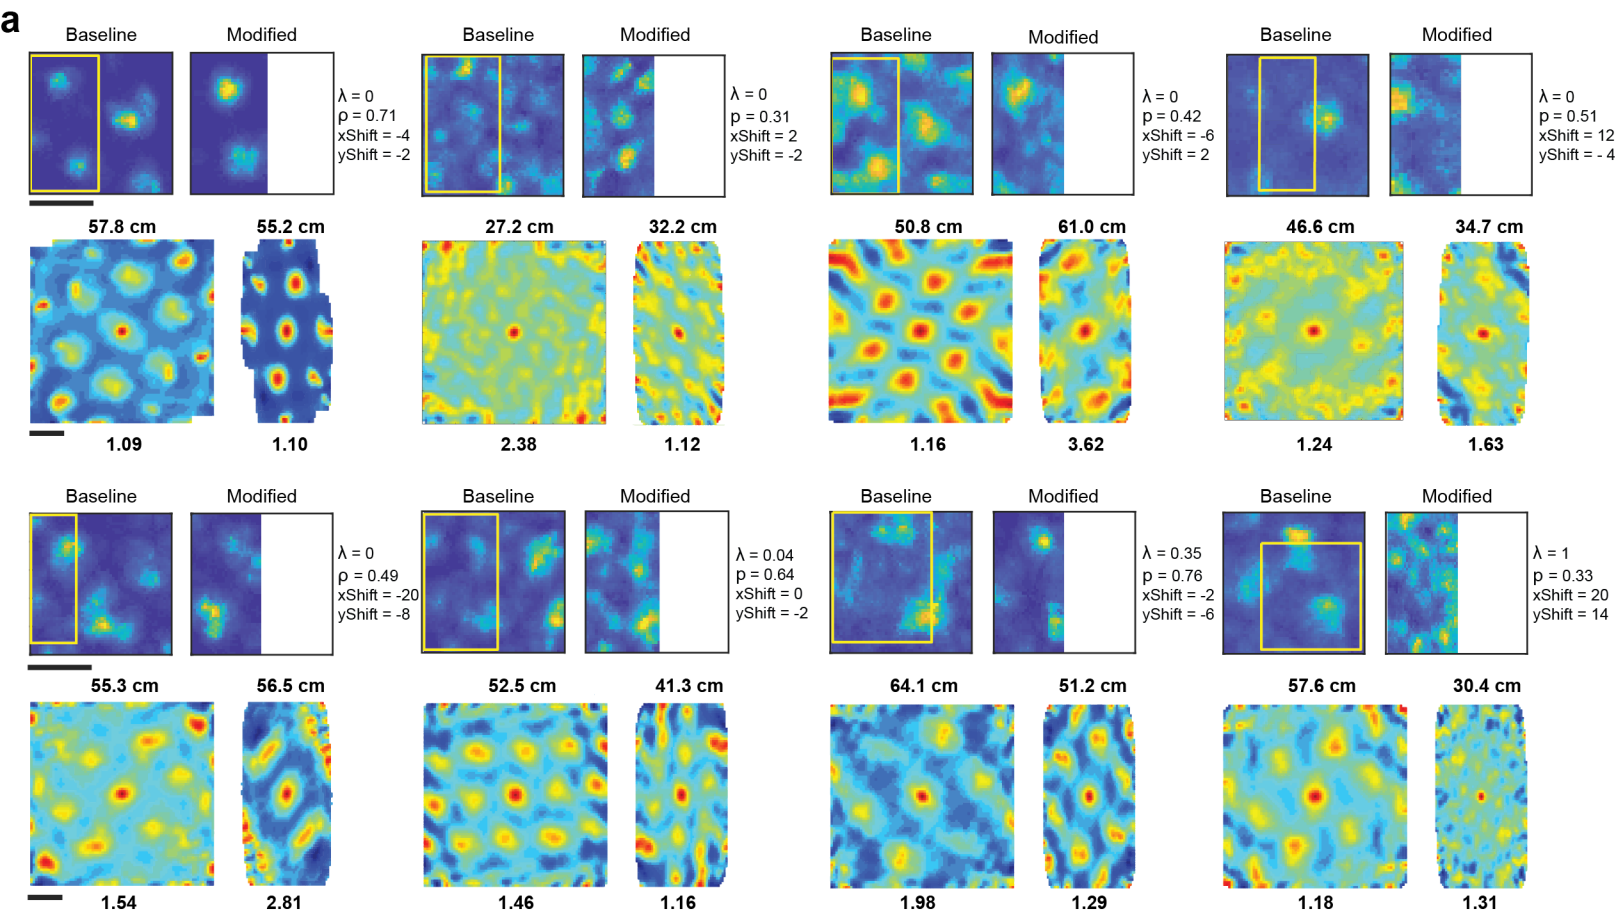 a
Baseline Modified
λ = 0
ρ = 0.71
xShift = -4
yShift = -2
57.8 cm 55.2 cm
1.09 1.10
Baseline Modified
λ = 0
p = 0.31
xShift = 2
yShift = -2
27.2 cm 32.2 cm
2.38 1.12
Baseline Modified
λ = 0
p = 0.42
xShift = -6
yShift = 2
50.8 cm 61.0 cm
1.16 3.62
Baseline Modified
λ = 0
p = 0.51
xShift = 12
yShift = - 4
46.6 cm 34.7 cm
1.24 1.63
Baseline Modified
λ = 0
ρ = 0.49
xShift = -20
yShift = -8
55.3 cm 56.5 cm
1.54 2.81
Baseline Modified
λ = 0.04
p = 0.64
xShift = 0
yShift = -2
52.5 cm 41.3 cm
1.46 1.16
Baseline Modified
λ = 0.35
p = 0.76
xShift = -2
yShift = -6
64.1 cm 51.2 cm
1.98 1.29
Baseline Modified
λ = 1
p = 0.33
xShift = 20
yShift = 14
57.6 cm 30.4 cm
1.18 1.31